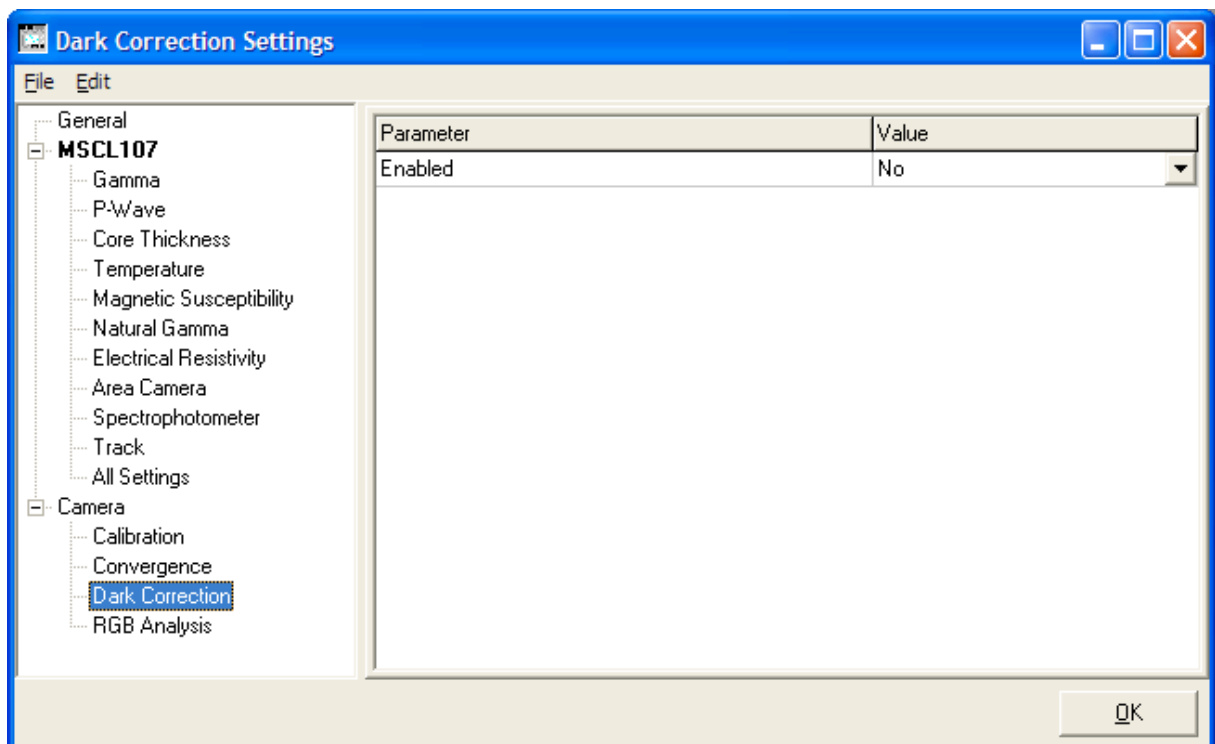 Dark Correction Settings
File Edit
General
MSCL107
Gamma
P-Wave
Core Thickness
Temperature
Magnetic Susceptibility
Natural Gamma
Electrical Resistivity
Area Camera
Spectrophotometer
Track
All Settings
Camera
Calibration
Convergence
Dark Correction
RGB Analysis
Parameter Value
Enabled No
OK